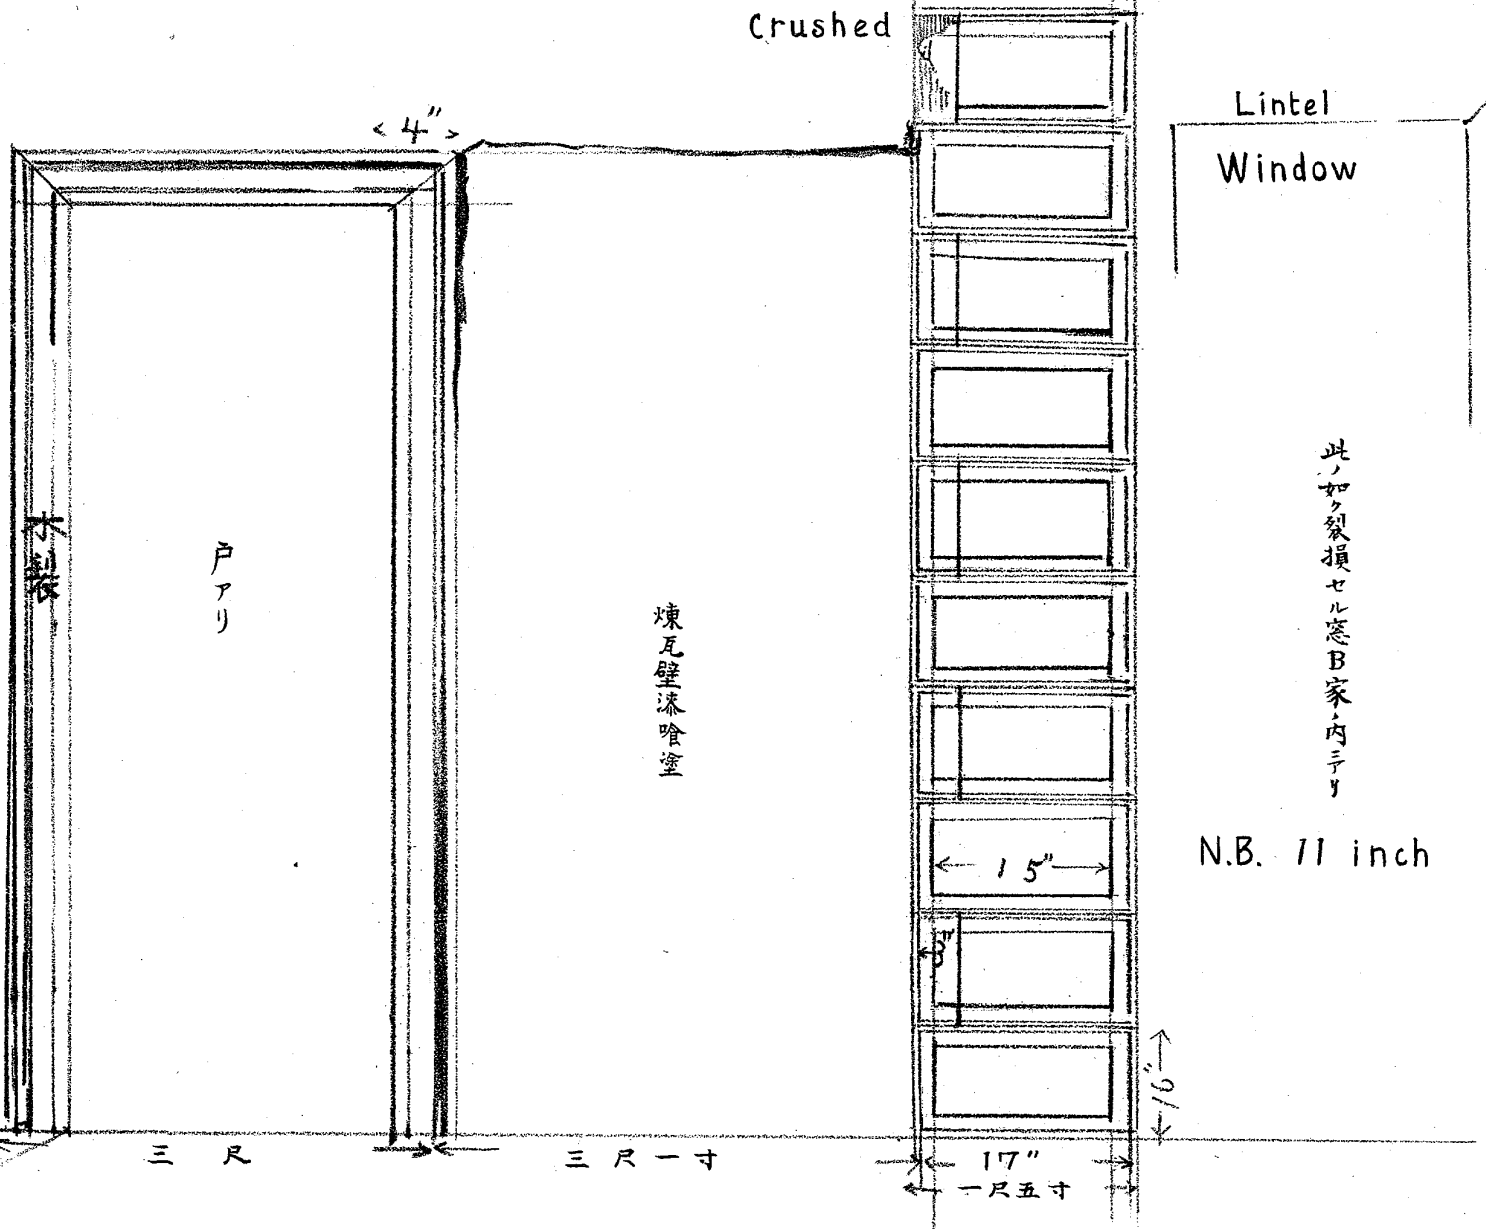 Crushed
4"
Lintel
Window
木製
戸アリ
煉瓦壁漆喰塗
此ノ如ク裂損セル窓B家ノ内ニアリ
N.B. 11 inch
15"
3"
三尺
三尺一寸
17"
一尺五寸